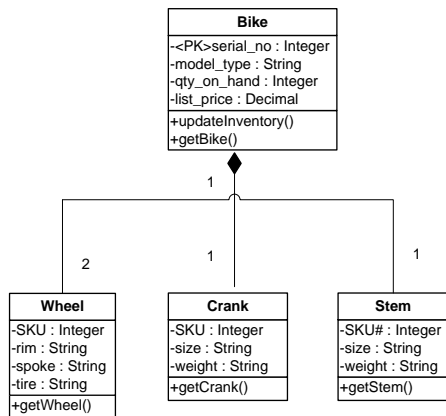 Bike
-<PK>serial_no : Integer
-model_type : String
-qty_on_hand : Integer
-list_price : Decimal
+updateInventory()
+getBike()
1
2
1
1
Wheel
-SKU : Integer
-rim : String
-spoke : String
-tire : String
+getWheel()
Crank
-SKU : Integer
-size : String
-weight : String
+getCrank()
Stem
-SKU# : Integer
-size : String
-weight : String
+getStem()